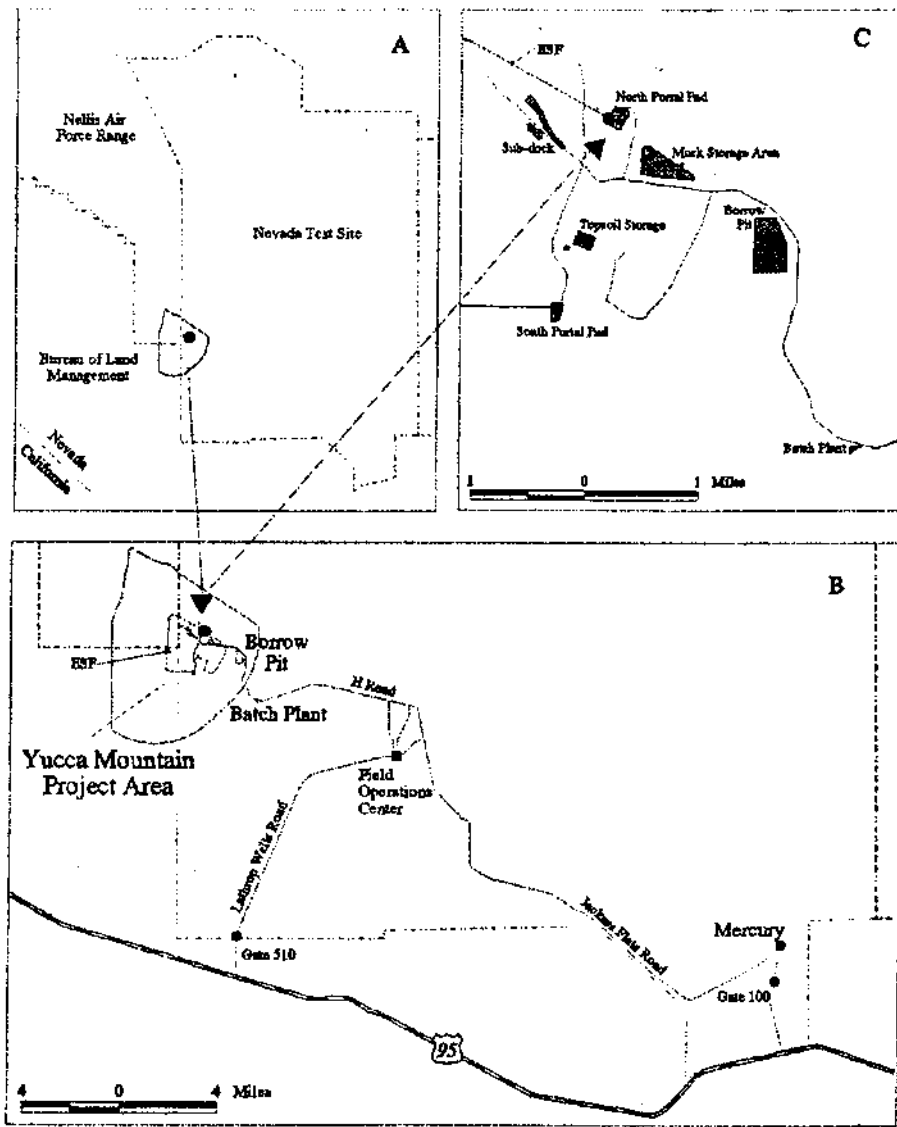 A
Nellis Air
Force Range
Nevada Test Site
Bureau of Land
Management
Nevada
California
C
ESF
North Portal Pad
Sub-dock
Muck Storage Area
Borrow
Pit
Topsoil Storage
South Portal Pad
Batch Plant
1 0 1 Miles
B
ESF
Borrow
Pit
H Road
Batch Plant
Yucca Mountain
Project Area
Field
Operations
Center
Lathrop Wells Road
Jackass Flats Road
Mercury
Gate 510
Gate 100
95
4 0 4 Miles